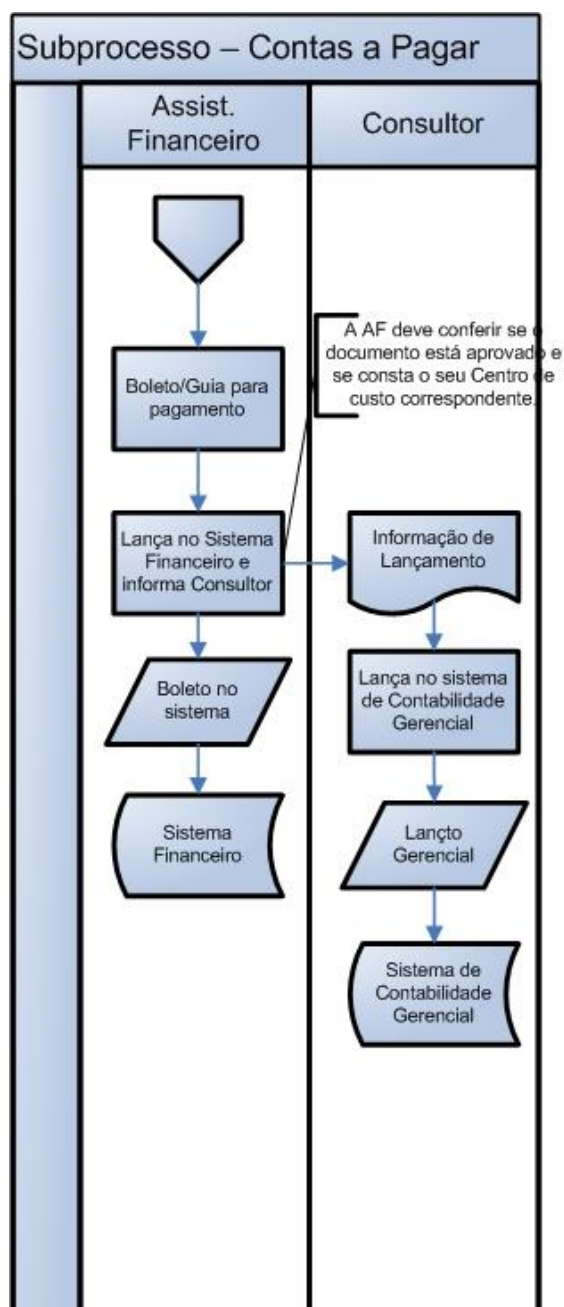 Subprocesso – Contas a Pagar
Assist.
Financeiro
Consultor
A AF deve conferir se o
documento está aprovado e
se consta o seu Centro de
custo correspondente.
Boleto/Guia para
pagamento
Lança no Sistema
Financeiro e
informa Consultor
Informação de
Lançamento
Boleto no
sistema
Lança no sistema
de Contabilidade
Gerencial
Sistema
Financeiro
Lançto
Gerencial
Sistema de
Contabilidade
Gerencial